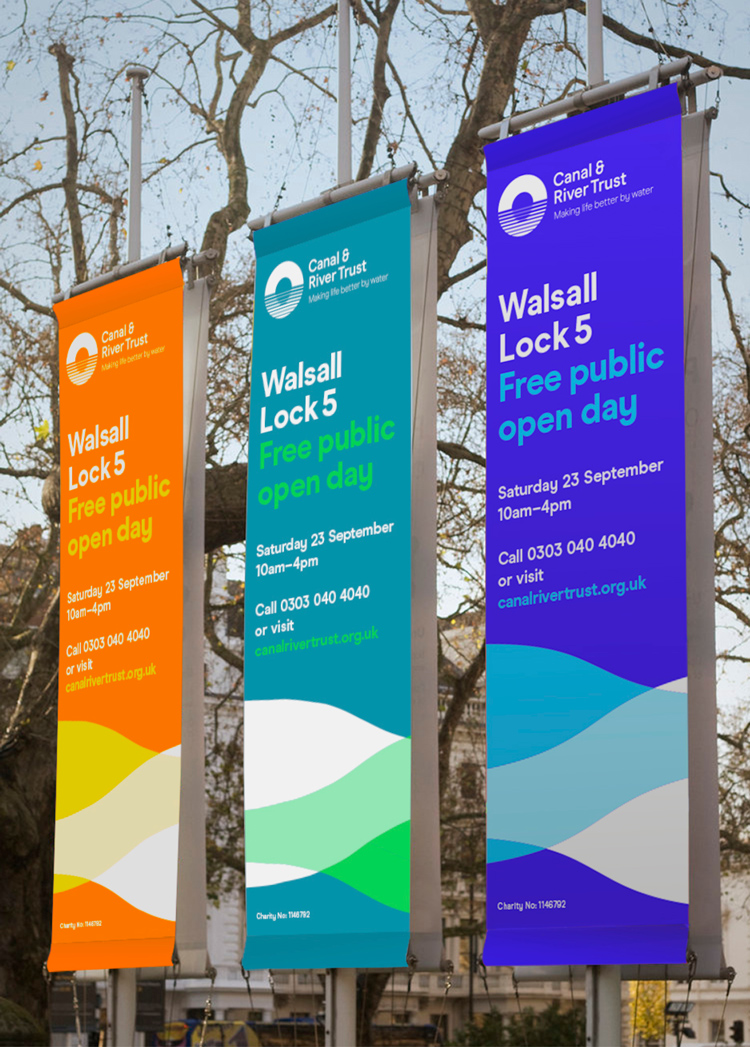 Canal &
River Trust
Making life better by water
Walsall
Lock 5
Free public
open day
Saturday 23 September
10am–4pm
Call 0303 040 4040
or visit
canalrivertrust.org.uk
Charity No: 1146792
Canal &
River Trust
Making life better by water
Walsall
Lock 5
Free public
open day
Saturday 23 September
10am–4pm
Call 0303 040 4040
or visit
canalrivertrust.org.uk
Charity No: 1146792
Canal &
River Trust
Making life better by water
Walsall
Lock 5
Free public
open day
Saturday 23 September
10am–4pm
Call 0303 040 4040
or visit
canalrivertrust.org.uk
Charity No: 1146792